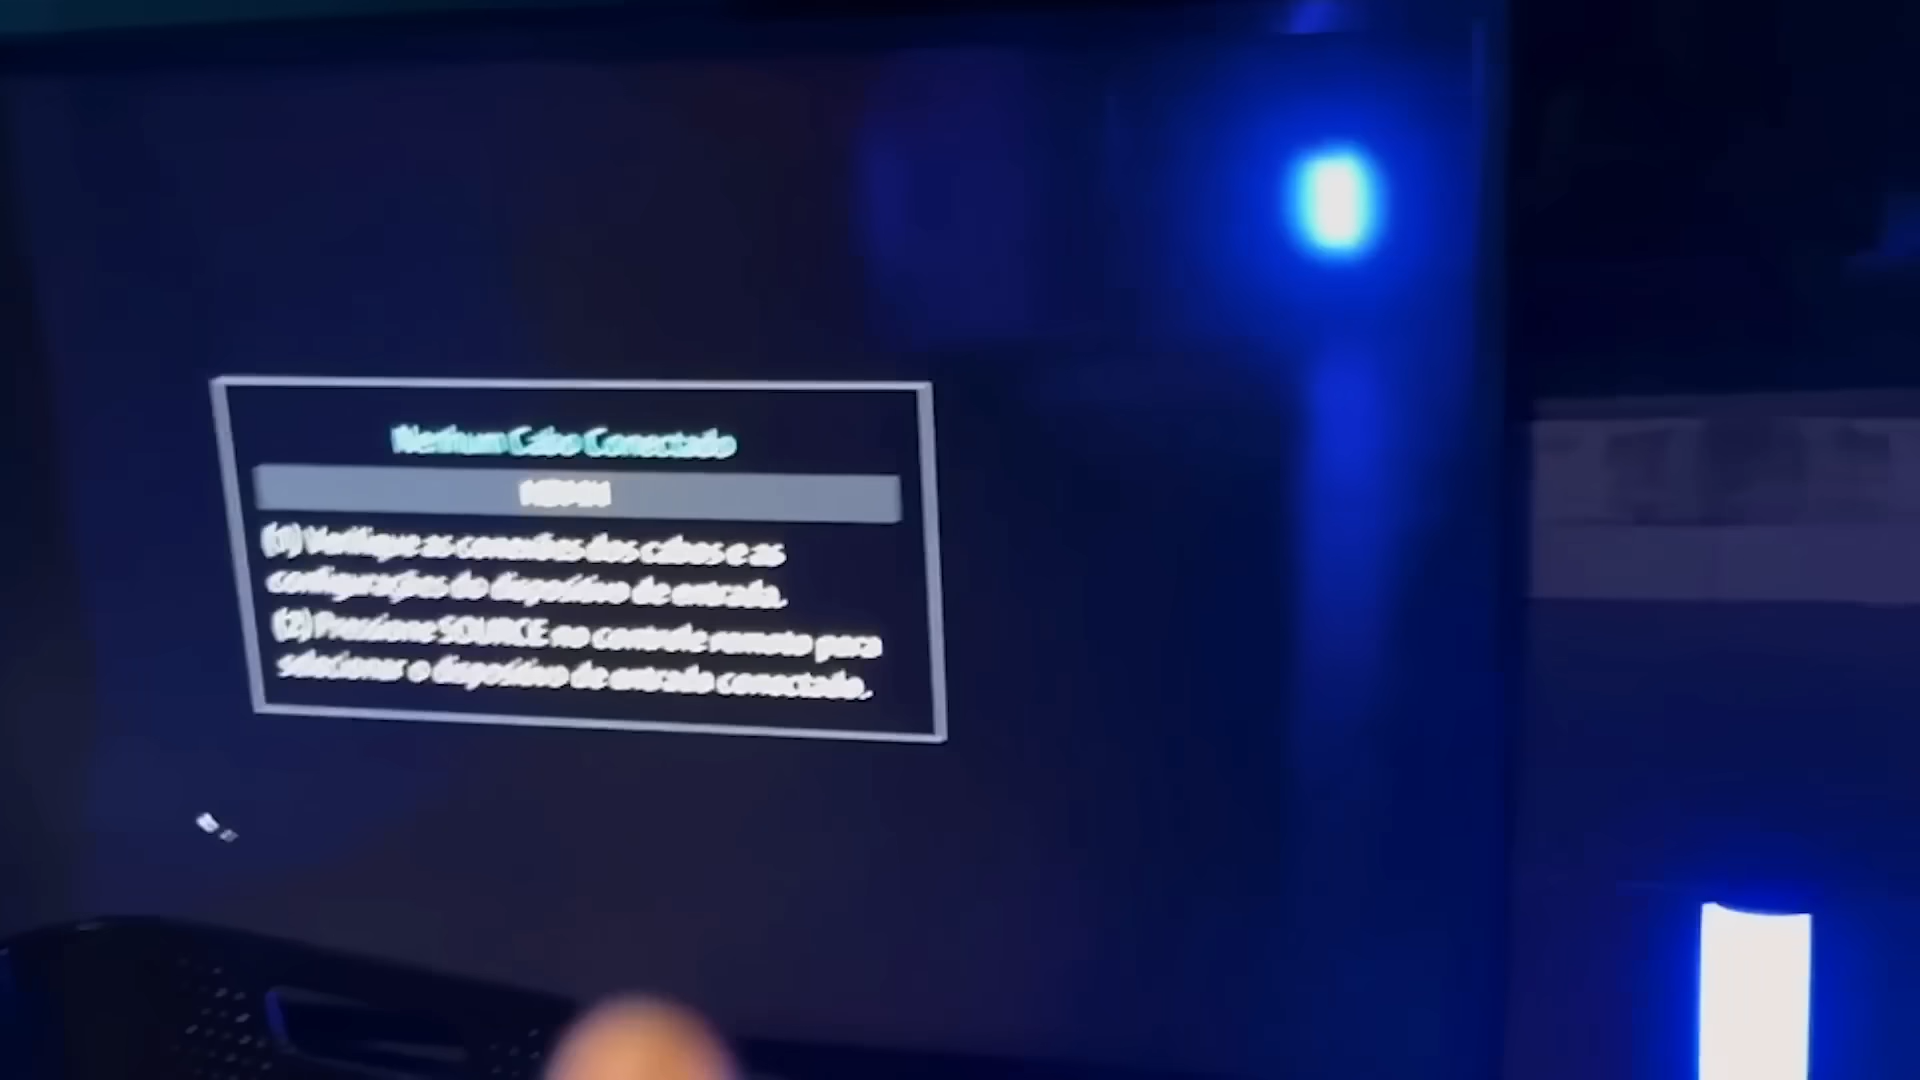 Nenhum Cabo Conectado
(1) Verifique as conexões dos cabos e as
configurações do dispositivo de entrada.
(2) Pressione SOURCE no controle remoto para
selecionar o dispositivo de entrada conectado.